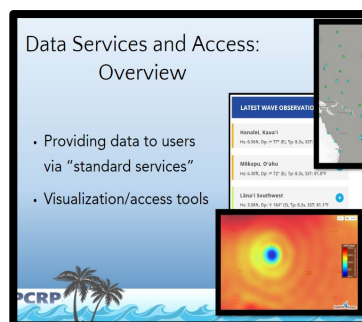 Data Services and Access:
Overview
• Providing data to users
via “standard services”
• Visualization/access tools
LATEST WAVE OBSERVATIO
Hanalei, Kaua‘i
Mōkapu, O‘ahu
Lāna‘i Southwest
PCRP